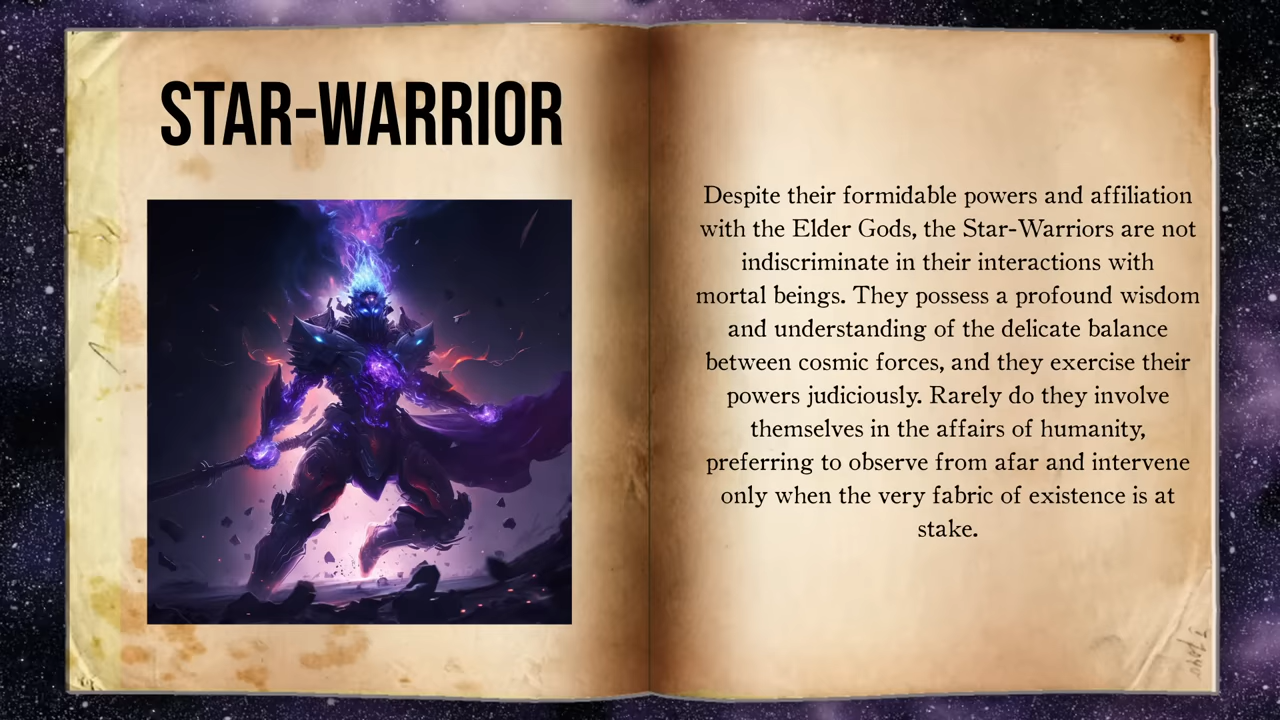 STAR-WARRIOR
Despite their formidable powers and affiliation
with the Elder Gods, the Star-Warriors are not
indiscriminate in their interactions with
mortal beings. They possess a profound wisdom
and understanding of the delicate balance
between cosmic forces, and they exercise their
powers judiciously. Rarely do they involve
themselves in the affairs of humanity,
preferring to observe from afar and intervene
only when the very fabric of existence is at
stake.